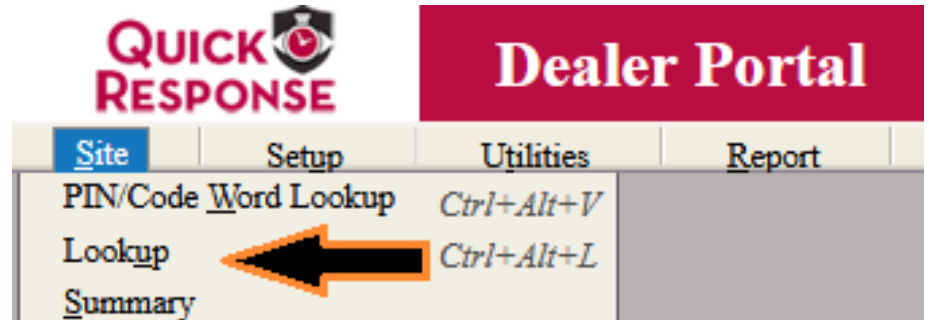 QUICK
RESPONSE
Dealer Portal
Site Setup Utilities Report
PIN/Code Word Lookup Ctrl+Alt+V
Lookup Ctrl+Alt+L
Summary